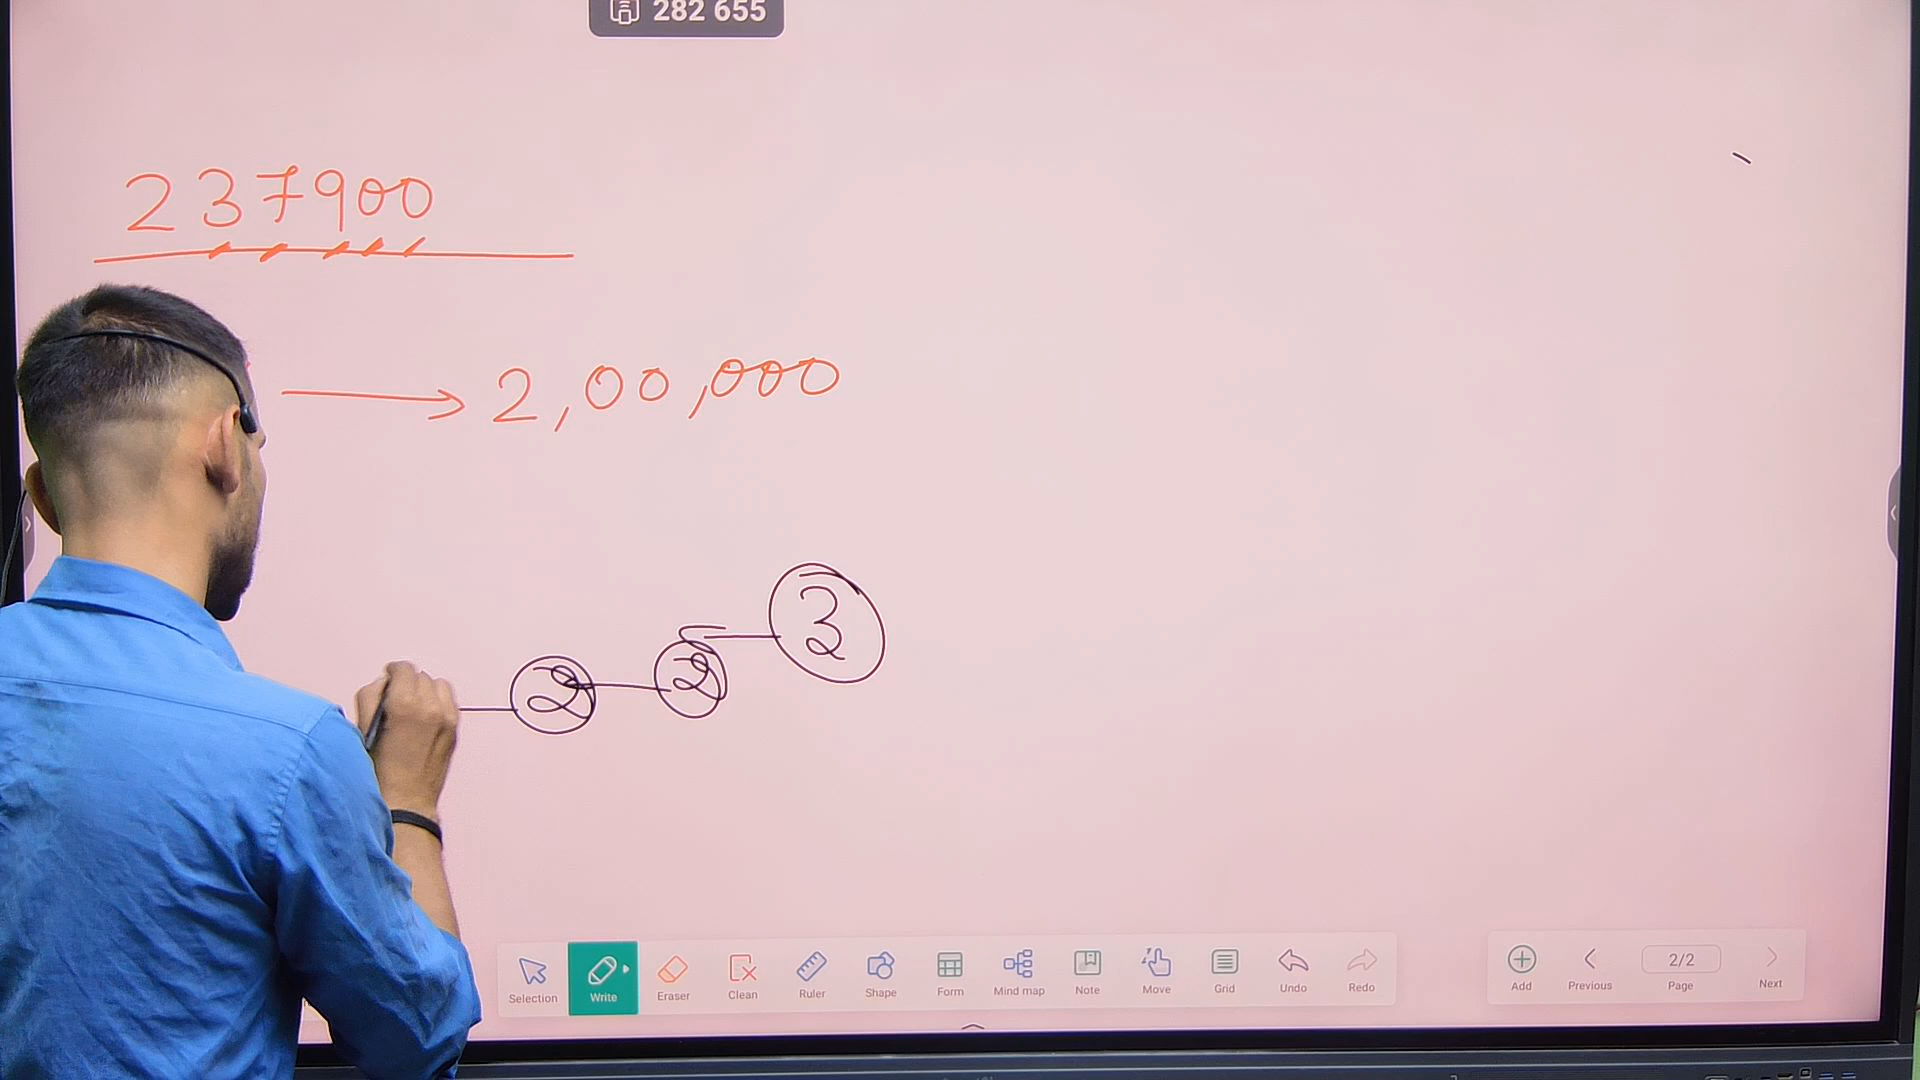 282 655
237900
→ 2,00,000
2 2 3
Selection Write Eraser Clean Ruler Shape Form Mind map Note Move Grid Undo Redo Add Previous 2/2 Page Next